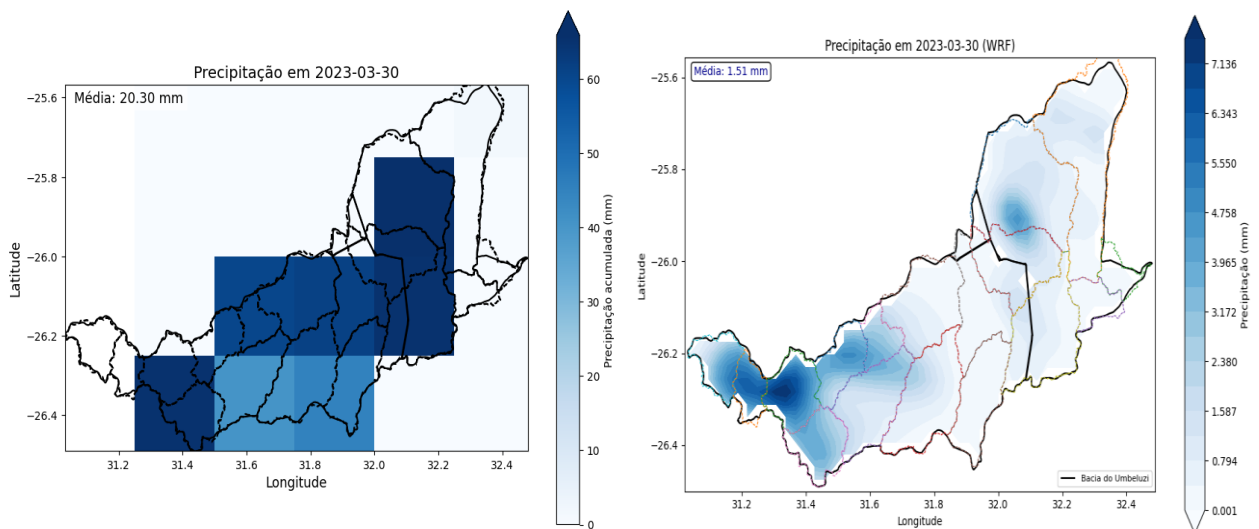 Precipitação em 2023-03-30
Média: 20.30 mm
−25.6
−25.8
−26.0
−26.2
−26.4
Latitude
31.2 31.4 31.6 31.8 32.0 32.2 32.4
Longitude
60
50
40
30
20
10
0
Precipitação acumulada (mm)
Precipitação em 2023-03-30 (WRF)
Média: 1.51 mm
−25.6
−25.8
−26.0
−26.2
−26.4
Latitude
31.2 31.4 31.6 31.8 32.0 32.2 32.4
Longitude
Bacia do Umbeluzi
7.136
6.343
5.550
4.758
3.965
3.172
2.380
1.587
0.794
0.001
Precipitação (mm)